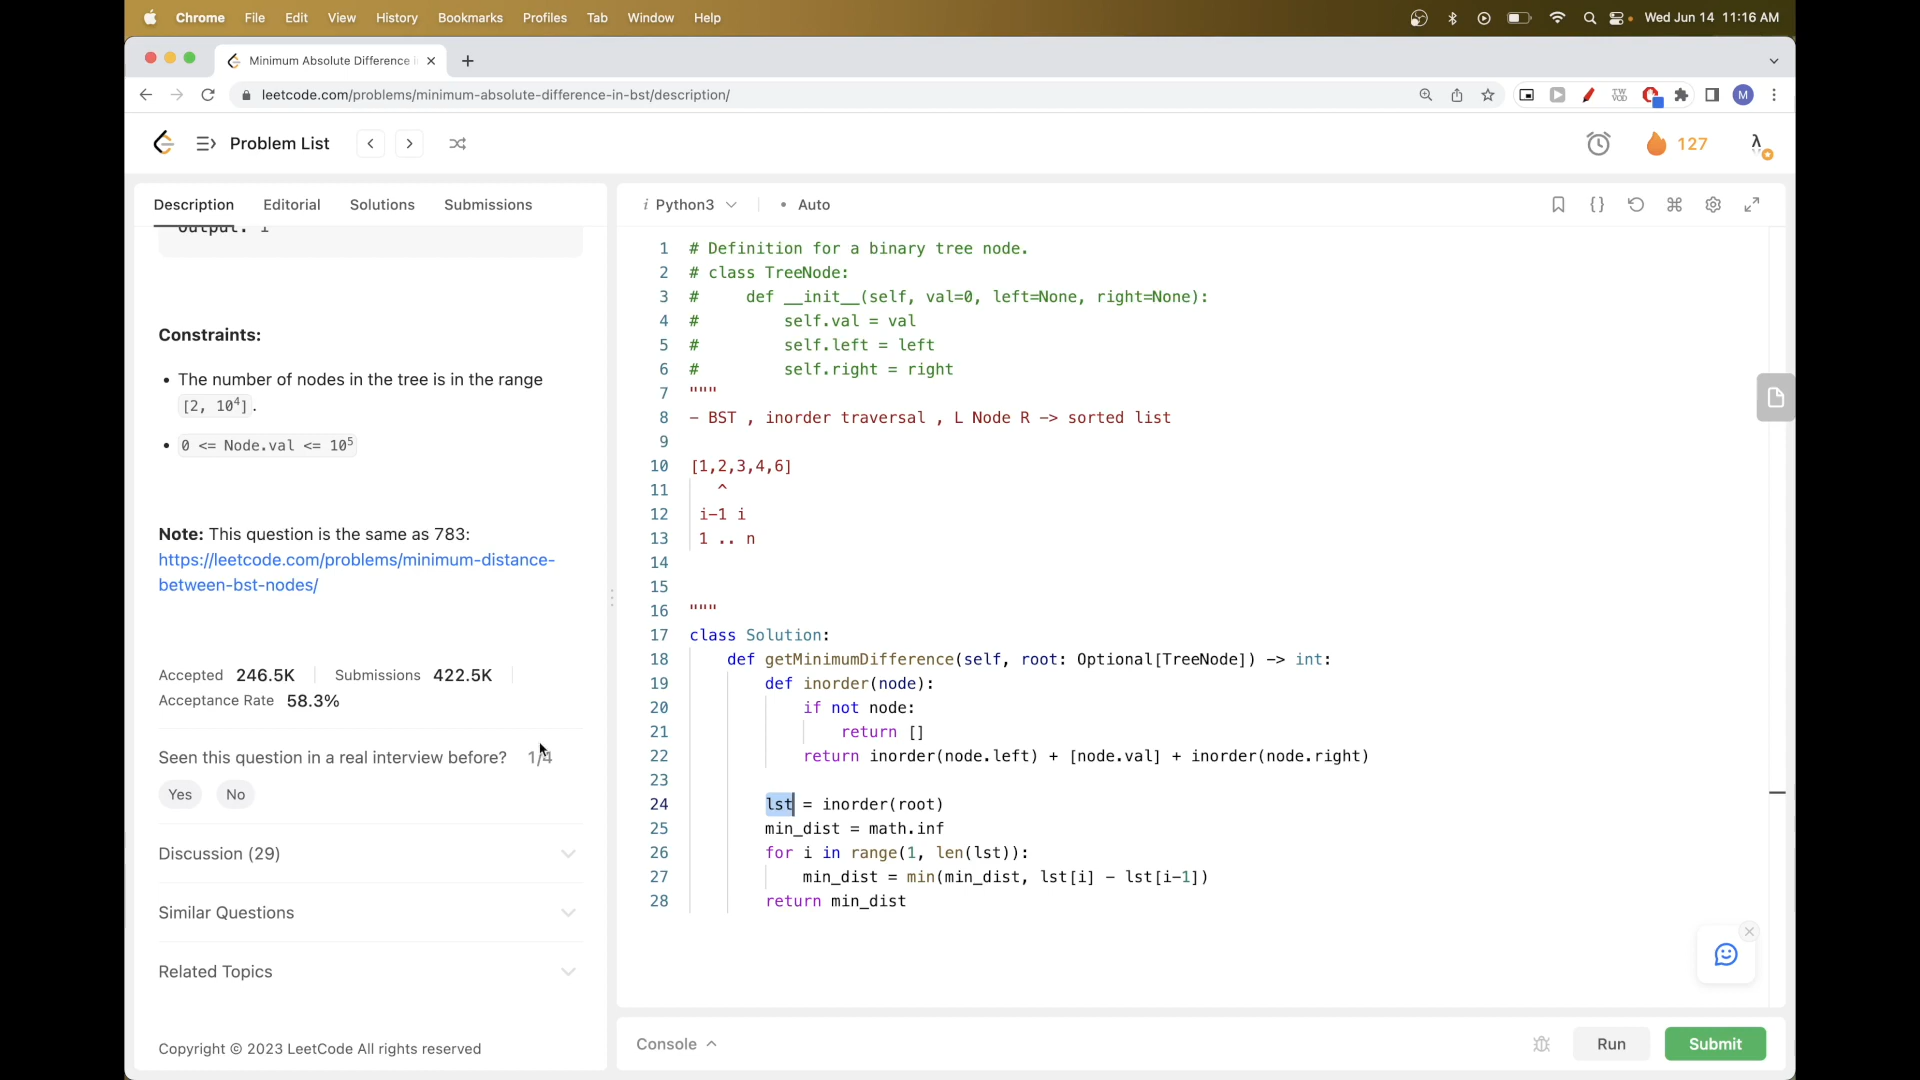 Chrome File Edit View History Bookmarks Profiles Tab Window Help Wed Jun 14 11:16 AM
Minimum Absolute Difference
leetcode.com/problems/minimum-absolute-difference-in-bst/description/
M
Problem List
127
Description Editorial Solutions Submissions
Output: 1
Constraints:
• The number of nodes in the tree is in the range
[2, 10⁴].
• 0 <= Node.val <= 10⁵
Note: This question is the same as 783:
https://leetcode.com/problems/minimum-distance-
between-bst-nodes/
Accepted 246.5K Submissions 422.5K
Acceptance Rate 58.3%
Seen this question in a real interview before? 1/4
Yes No
Discussion (29)
Similar Questions
Related Topics
Copyright © 2023 LeetCode All rights reserved
i Python3 • Auto
1 # Definition for a binary tree node.
2 # class TreeNode:
3 #     def __init__(self, val=0, left=None, right=None):
4 #         self.val = val
5 #         self.left = left
6 #         self.right = right
7 """
8 - BST , inorder traversal , L Node R -> sorted list
9
10 [1,2,3,4,6]
11    ^
12  i-1 i
13  1 .. n
14
15
16 """
17 class Solution:
18     def getMinimumDifference(self, root: Optional[TreeNode]) -> int:
19         def inorder(node):
20             if not node:
21                 return []
22             return inorder(node.left) + [node.val] + inorder(node.right)
23
24         lst = inorder(root)
25         min_dist = math.inf
26         for i in range(1, len(lst)):
27             min_dist = min(min_dist, lst[i] - lst[i-1])
28         return min_dist
Console Run Submit